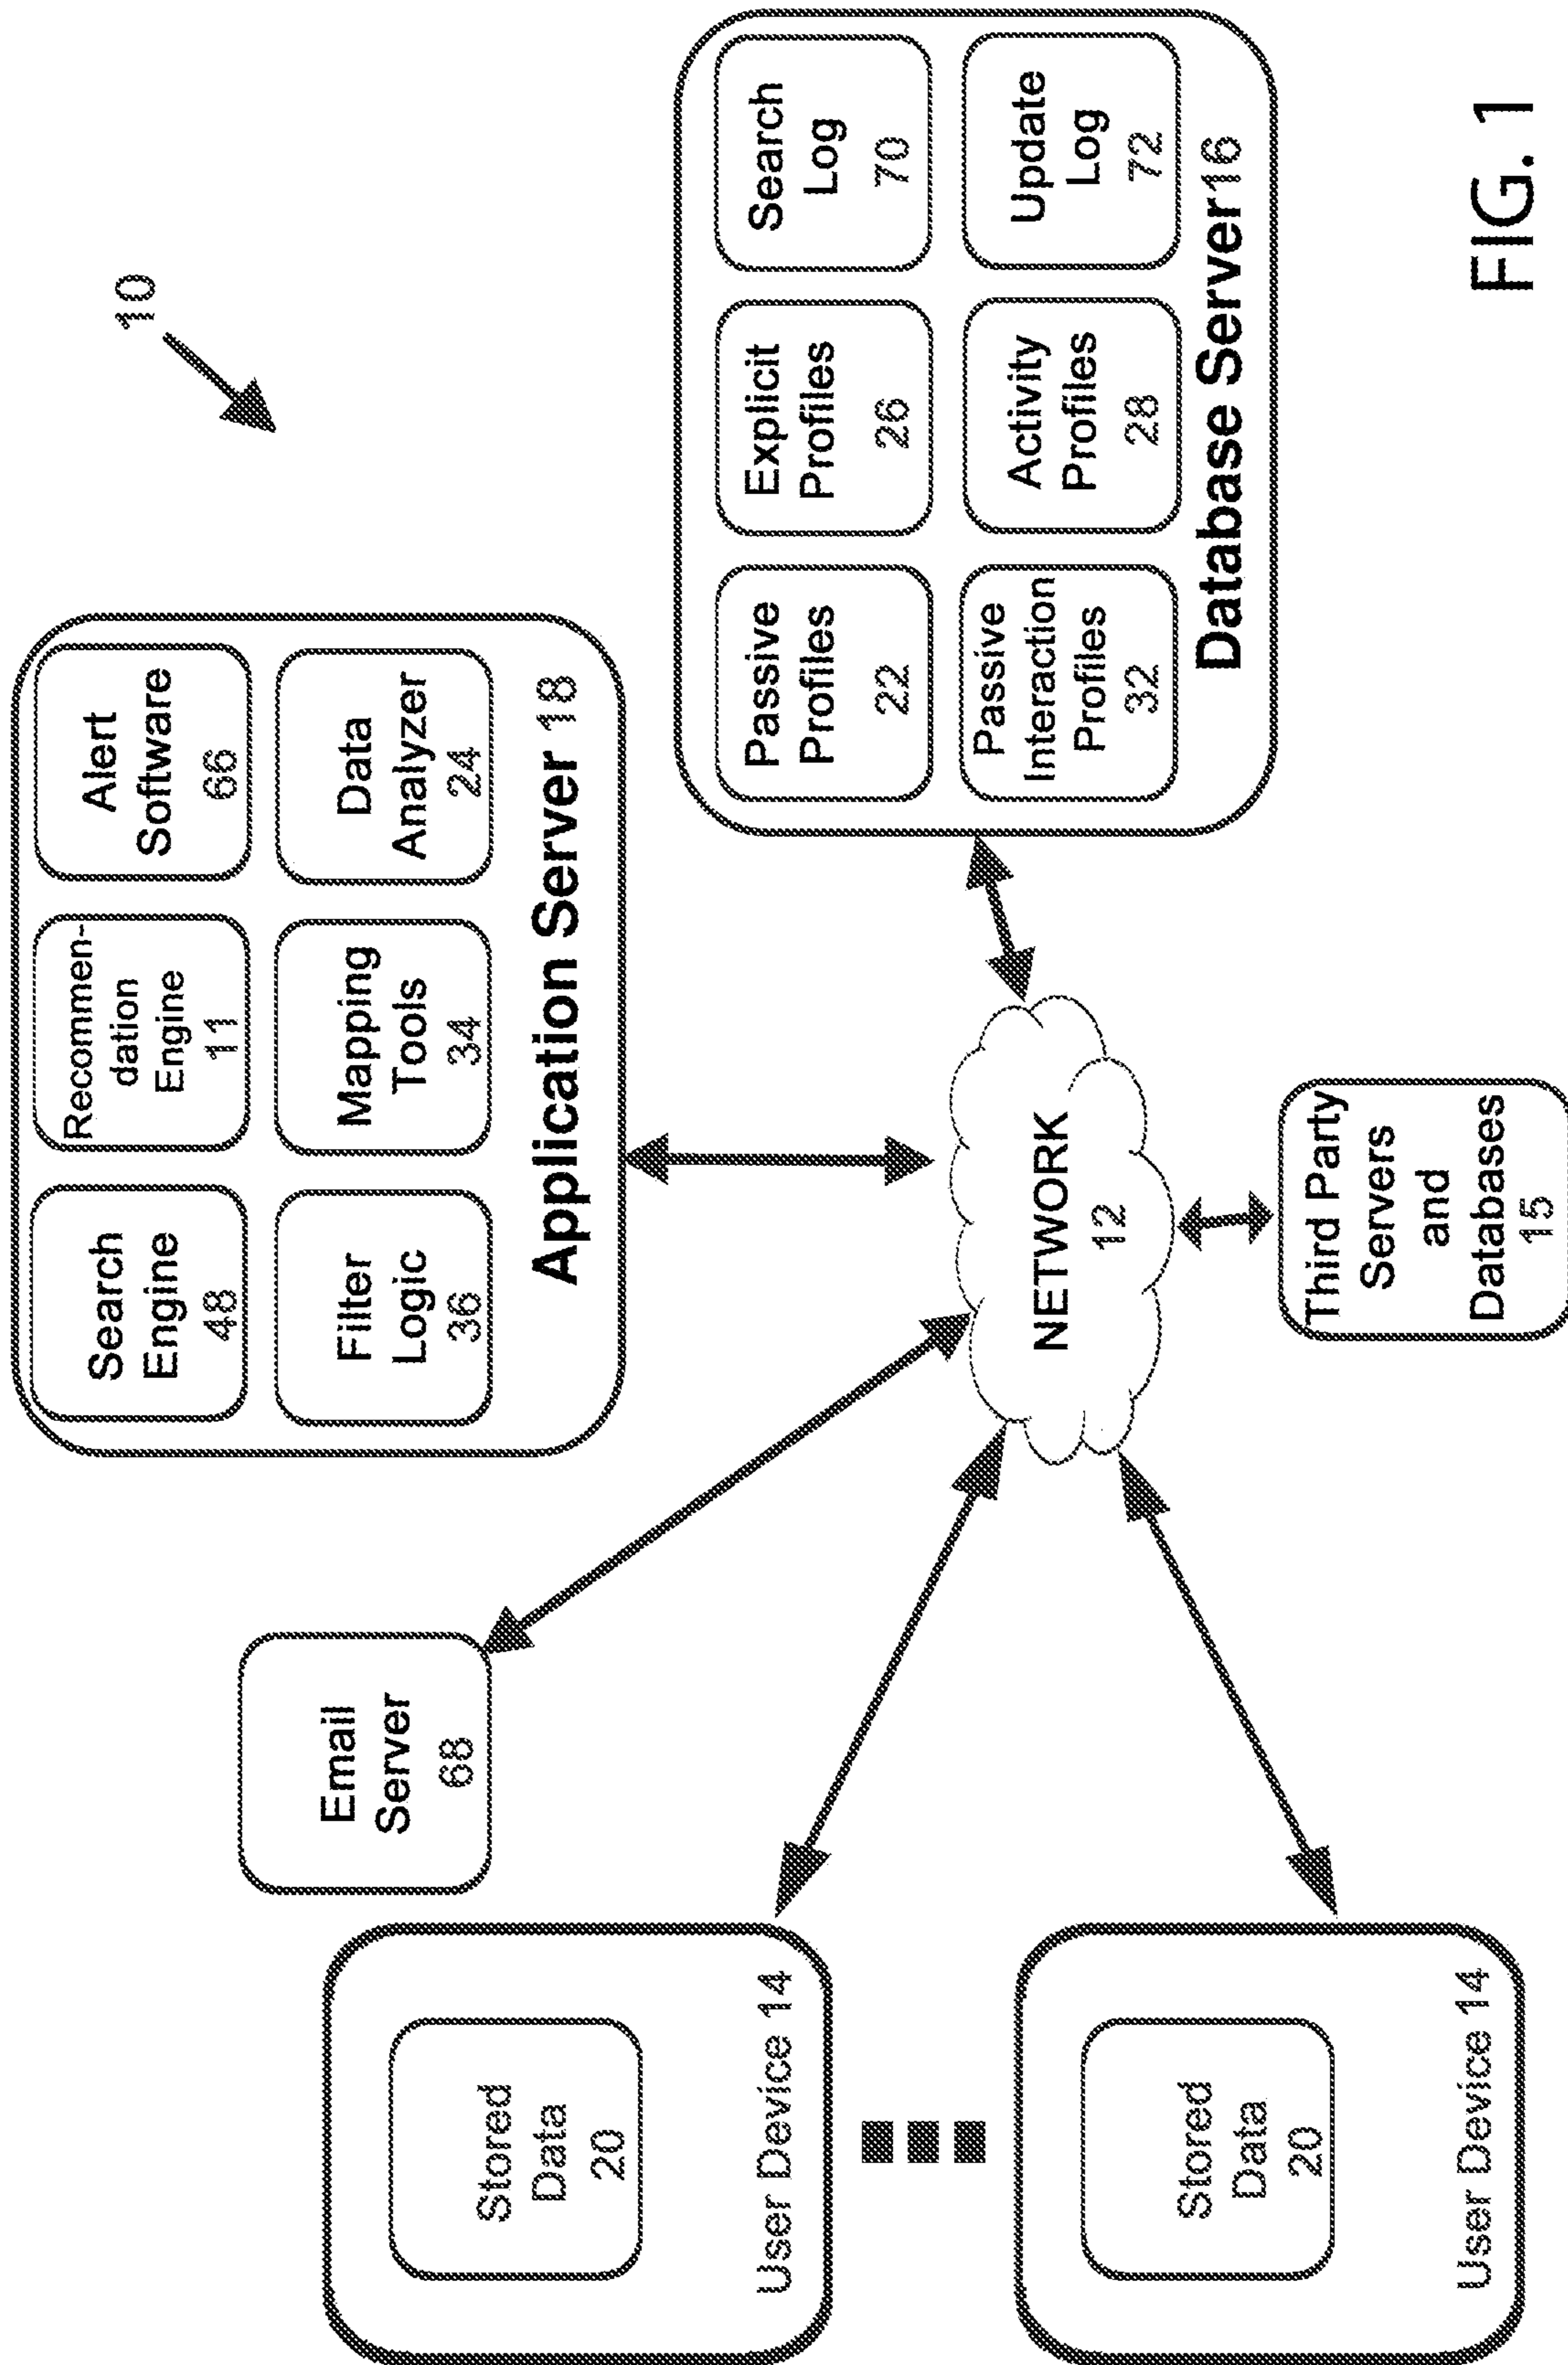 10
Search
Engine
48
Recommen-
dation
Engine
11
Alert
Software
66
Filter
Logic
36
Mapping
Tools
34
Data
Analyzer
24
Application Server 18
Email
Server
68
Stored
Data
20
User Device 14
Stored
Data
20
User Device 14
NETWORK
12
Third Party
Servers
and
Databases
15
Passive
Profiles
22
Explicit
Profiles
26
Search
Log
70
Passive
Interaction
Profiles
32
Activity
Profiles
28
Update
Log
72
Database Server16
FIG. 1